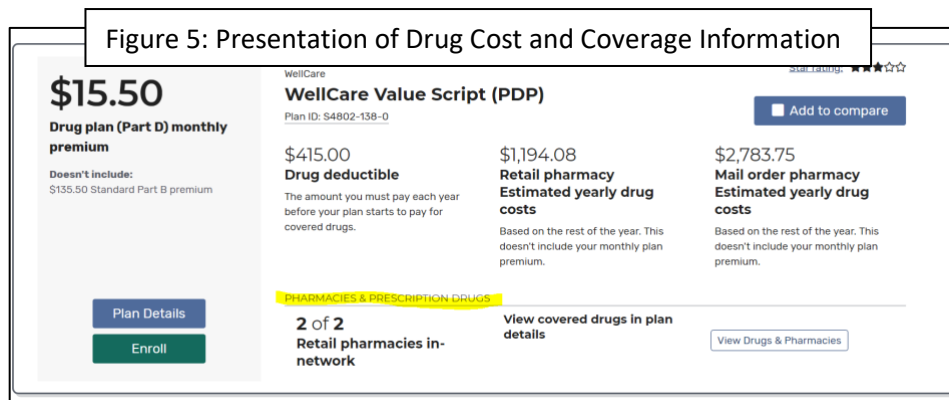 Figure 5: Presentation of Drug Cost and Coverage Information
$15.50
Drug plan (Part D) monthly
premium
Doesn't include:
$135.50 Standard Part B premium
Plan Details
Enroll
WellCare
WellCare Value Script (PDP)
Plan ID: S4802-138-0
Star rating:
Add to compare
$415.00
Drug deductible
The amount you must pay each year
before your plan starts to pay for
covered drugs.
$1,194.08
Retail pharmacy
Estimated yearly drug
costs
Based on the rest of the year. This
doesn't include your monthly plan
premium.
$2,783.75
Mail order pharmacy
Estimated yearly drug
costs
Based on the rest of the year. This
doesn't include your monthly plan
premium.
PHARMACIES & PRESCRIPTION DRUGS
2 of 2
Retail pharmacies in-
network
View covered drugs in plan
details
View Drugs & Pharmacies